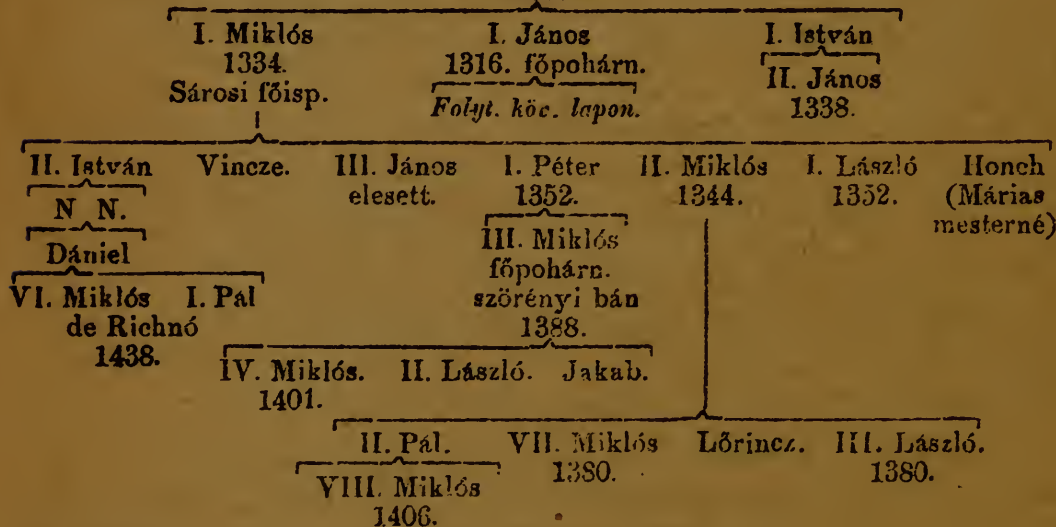 I. Miklós I. János I. István
1334. 1316. főpohárn. II. János
Sárosi főisp. Folyt. köc. lapon. 1338.
II. István Vincze. III. János I. Péter II. Miklós I. László Honch
N N. elesett. 1352. 1344. 1352. (Márias
Dániel III. Miklós mesterné)
VI. Miklós I. Pál főpohárn.
de Richnó szörényi bán
1438. 1388.
IV. Miklós. II. László. Jakab.
1401.
II. Pál. VII. Miklós Lőrincz. III. László.
VIII. Miklós 1380. 1380.
1406.